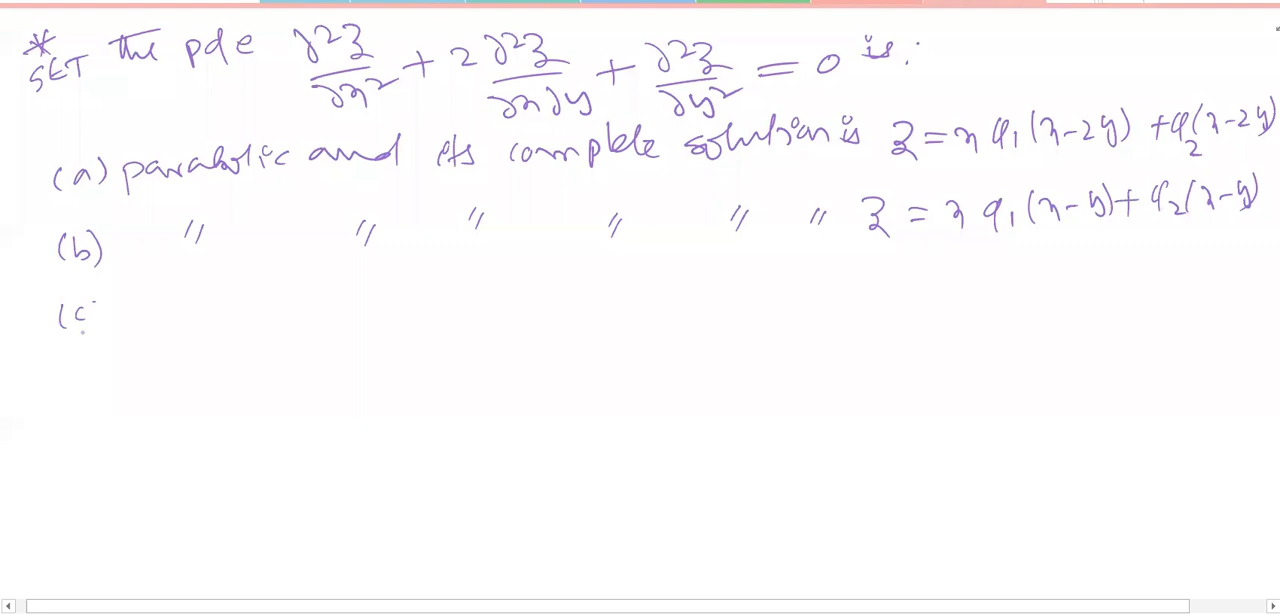 * SET The pde ∂²z/∂x² + 2 ∂²z/∂x∂y + ∂²z/∂y² = 0 is:
(a) parabolic and its complete solution is z = x φ₁(x-2y) + φ₂(x-2y)
(b) " " " " " " z = x φ₁(x-y) + φ₂(x-y)
(c